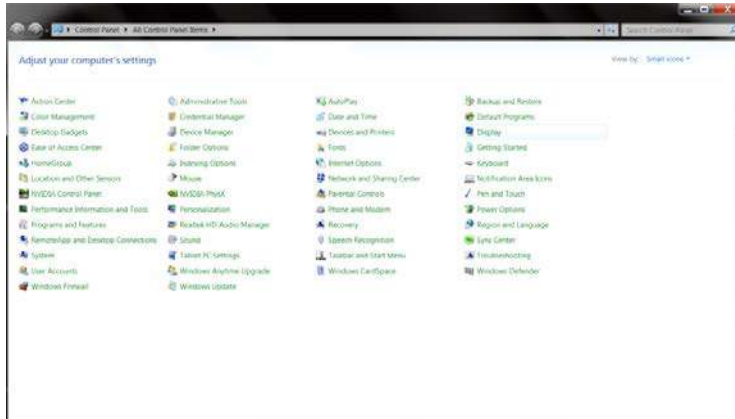 Control Panel ▸ All Control Panel Items ▸
Search Control Panel
Adjust your computer's settings
View by: Small icons
Action Center
Administrative Tools
AutoPlay
Backup and Restore
Color Management
Credential Manager
Date and Time
Default Programs
Desktop Gadgets
Device Manager
Devices and Printers
Display
Ease of Access Center
Folder Options
Fonts
Getting Started
HomeGroup
Indexing Options
Internet Options
Keyboard
Location and Other Sensors
Mouse
Network and Sharing Center
Notification Area Icons
NVIDIA Control Panel
NVIDIA PhysX
Parental Controls
Pen and Touch
Performance Information and Tools
Personalization
Phone and Modem
Power Options
Programs and Features
Realtek HD Audio Manager
Recovery
Region and Language
RemoteApp and Desktop Connections
Sound
Speech Recognition
Sync Center
System
Tablet PC Settings
Taskbar and Start Menu
Troubleshooting
User Accounts
Windows Anytime Upgrade
Windows CardSpace
Windows Defender
Windows Firewall
Windows Update